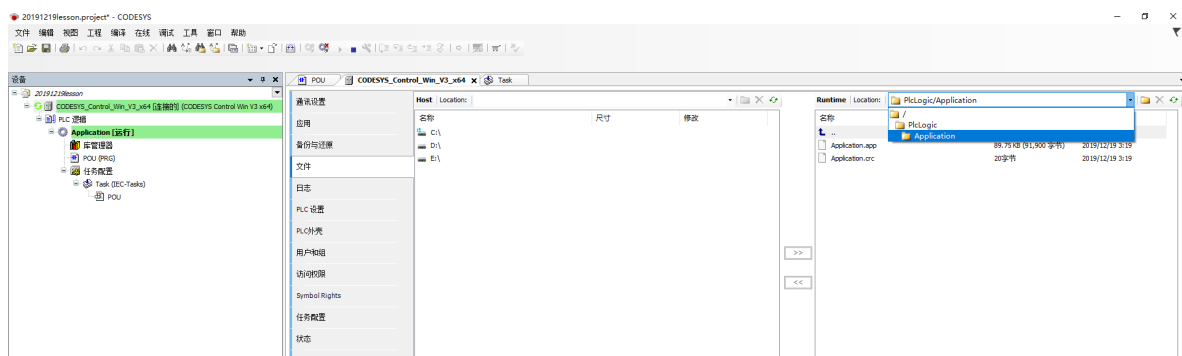 20191219lesson.project* - CODESYS
文件 编辑 视图 工程 编译 在线 调试 工具 窗口 帮助
设备
20191219lesson
CODESYS_Control_Win_V3_x64 [连接的] (CODESYS Control Win V3 x64)
PLC 逻辑
Application [运行]
库管理器
POU (PRG)
任务配置
Task (IEC-Tasks)
POU
POU CODESYS_Control_Win_V3_x64 Task
通讯设置
应用
备份与还原
文件
日志
PLC 设置
PLC外壳
用户和组
访问权限
Symbol Rights
任务配置
状态
Host Location:
名称 尺寸 修改
C:\
D:\
E:\
>>
<<
Runtime Location: PlcLogic/Application
/
PlcLogic
Application
名称
..
Application.app 89.75 KB (91,900 字节) 2019/12/19 3:19
Application.crc 20字节 2019/12/19 3:19